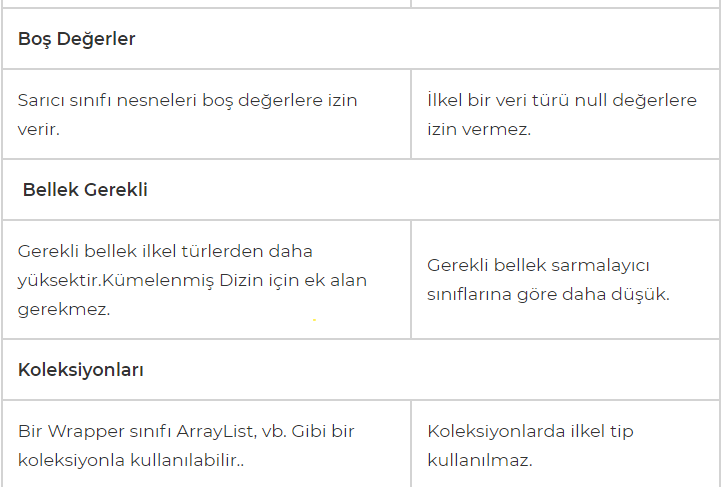 Boş Değerler
Sarıcı sınıfı nesneleri boş değerlere izin
verir.
İlkel bir veri türü null değerlere
izin vermez.
Bellek Gerekli
Gerekli bellek ilkel türlerden daha
yüksektir.Kümelenmiş Dizin için ek alan
gerekmez.
Gerekli bellek sarmalayıcı
sınıflarına göre daha düşük.
Koleksiyonları
Bir Wrapper sınıfı ArrayList, vb. Gibi bir
koleksiyonla kullanılabilir..
Koleksiyonlarda ilkel tip
kullanılmaz.